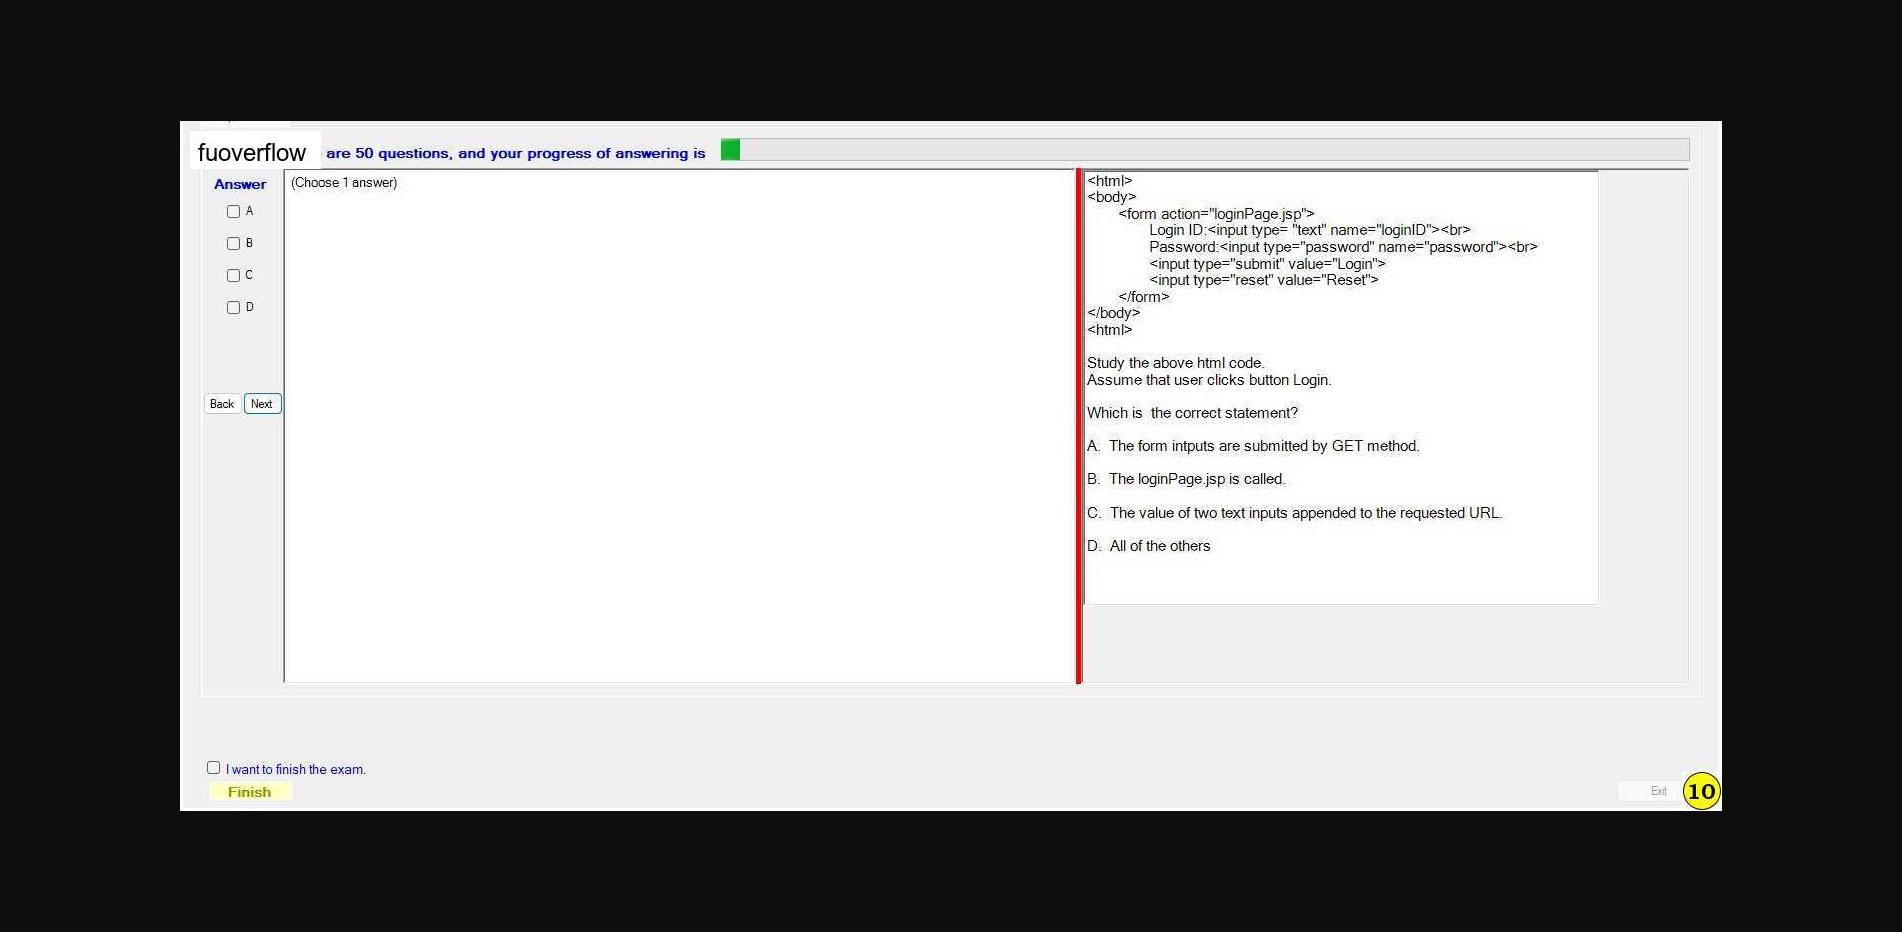 fuoverflow are 50 questions, and your progress of answering is
Answer
A
B
C
D
Back Next
(Choose 1 answer)
<html>
<body>
<form action="loginPage.jsp">
Login ID:<input type= "text" name="loginID"><br>
Password:<input type="password" name="password"><br>
<input type="submit" value="Login">
<input type="reset" value="Reset">
</form>
</body>
<html>
Study the above html code.
Assume that user clicks button Login.
Which is  the correct statement?
A.  The form intputs are submitted by GET method.
B.  The loginPage.jsp is called.
C.  The value of two text inputs appended to the requested URL.
D.  All of the others
I want to finish the exam.
Finish
Exit
10